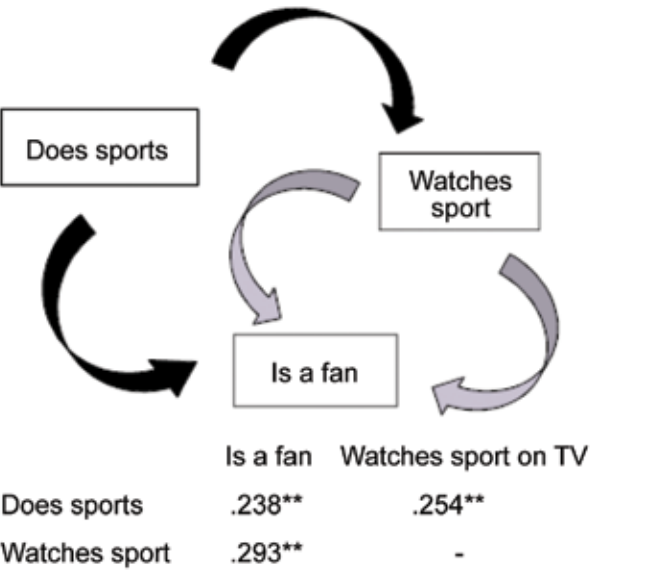 Does sports
Watches
sport
Is a fan
Is a fan Watches sport on TV
Does sports .238** .254**
Watches sport .293** -